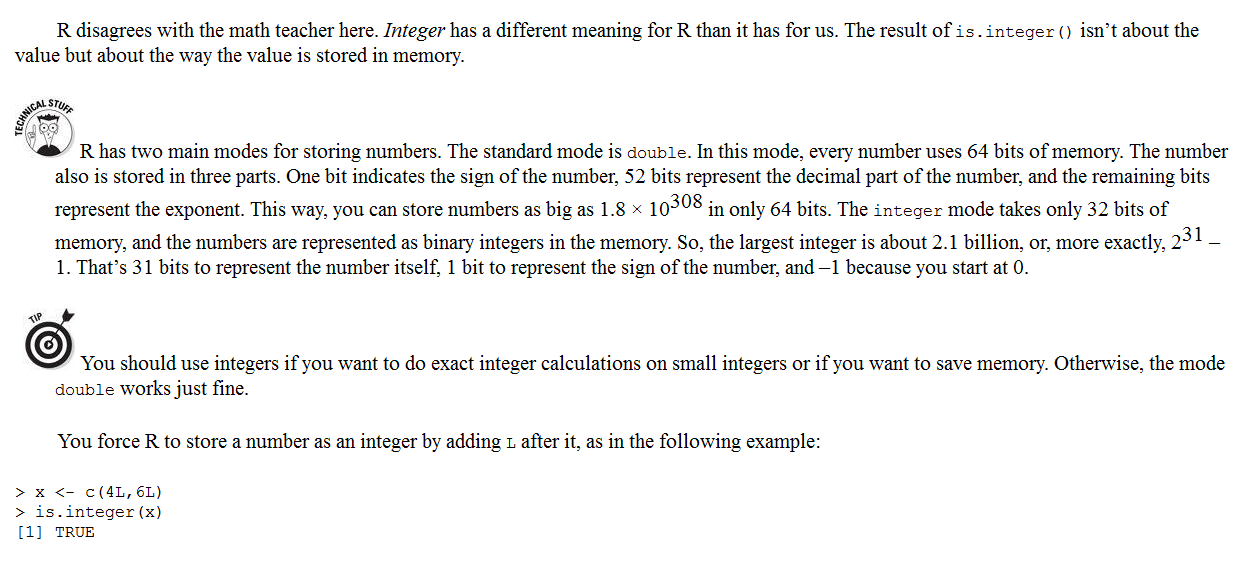 R disagrees with the math teacher here. Integer has a different meaning for R than it has for us. The result of is.integer() isn’t about the
value but about the way the value is stored in memory.
TECHNICAL STUFF
R has two main modes for storing numbers. The standard mode is double. In this mode, every number uses 64 bits of memory. The number
also is stored in three parts. One bit indicates the sign of the number, 52 bits represent the decimal part of the number, and the remaining bits
represent the exponent. This way, you can store numbers as big as 1.8 × 10³⁰⁸ in only 64 bits. The integer mode takes only 32 bits of
memory, and the numbers are represented as binary integers in the memory. So, the largest integer is about 2.1 billion, or, more exactly, 2³¹ –
1. That’s 31 bits to represent the number itself, 1 bit to represent the sign of the number, and –1 because you start at 0.
TIP
You should use integers if you want to do exact integer calculations on small integers or if you want to save memory. Otherwise, the mode
double works just fine.
You force R to store a number as an integer by adding L after it, as in the following example:
> x <- c(4L,6L)
> is.integer(x)
[1] TRUE